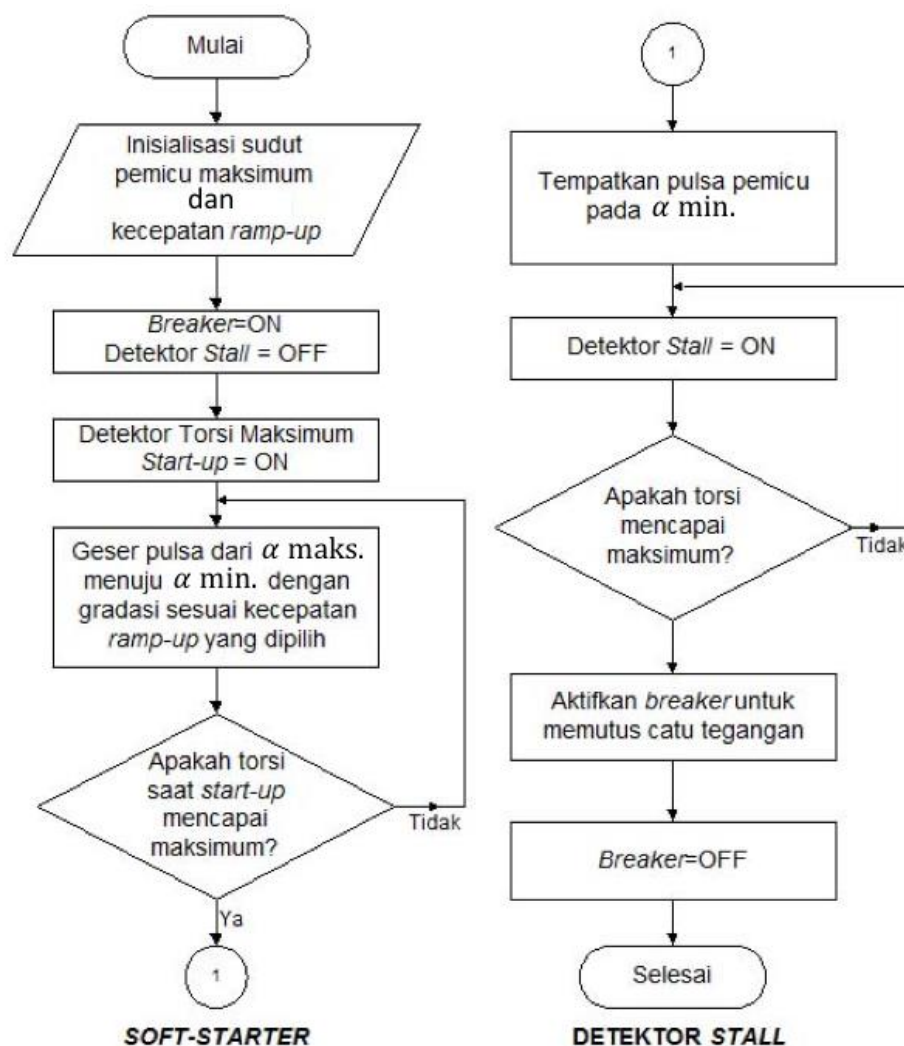 Mulai
Inisialisasi sudut
pemicu maksimum
dan
kecepatan ramp-up
Breaker=ON
Detektor Stall = OFF
Detektor Torsi Maksimum
Start-up = ON
Geser pulsa dari α maks.
menuju α min. dengan
gradasi sesuai kecepatan
ramp-up yang dipilih
Apakah torsi
saat start-up
mencapai
maksimum?
Tidak
Ya
1
SOFT-STARTER
1
Tempatkan pulsa pemicu
pada α min.
Detektor Stall = ON
Apakah torsi
mencapai
maksimum?
Tidak
Aktifkan breaker untuk
memutus catu tegangan
Breaker=OFF
Selesai
DETEKTOR STALL